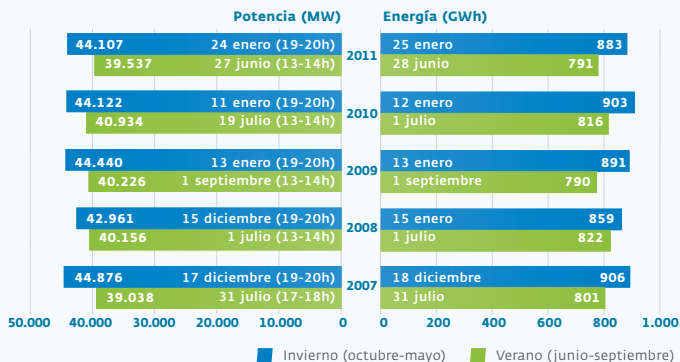 Potencia (MW) Energía (GWh)
44.107 24 enero (19-20h) 2011 25 enero 883
39.537 27 junio (13-14h) 28 junio 791
44.122 11 enero (19-20h) 2010 12 enero 903
40.934 19 julio (13-14h) 1 julio 816
44.440 13 enero (19-20h) 2009 13 enero 891
40.226 1 septiembre (13-14h) 1 septiembre 790
42.961 15 diciembre (19-20h) 2008 15 enero 859
40.156 1 julio (13-14h) 1 julio 822
44.876 17 diciembre (19-20h) 2007 18 diciembre 906
39.038 31 julio (17-18h) 31 julio 801
50.000 40.000 30.000 20.000 10.000 0 0 200 400 600 800 1.000
Invierno (octubre-mayo) Verano (junio-septiembre)